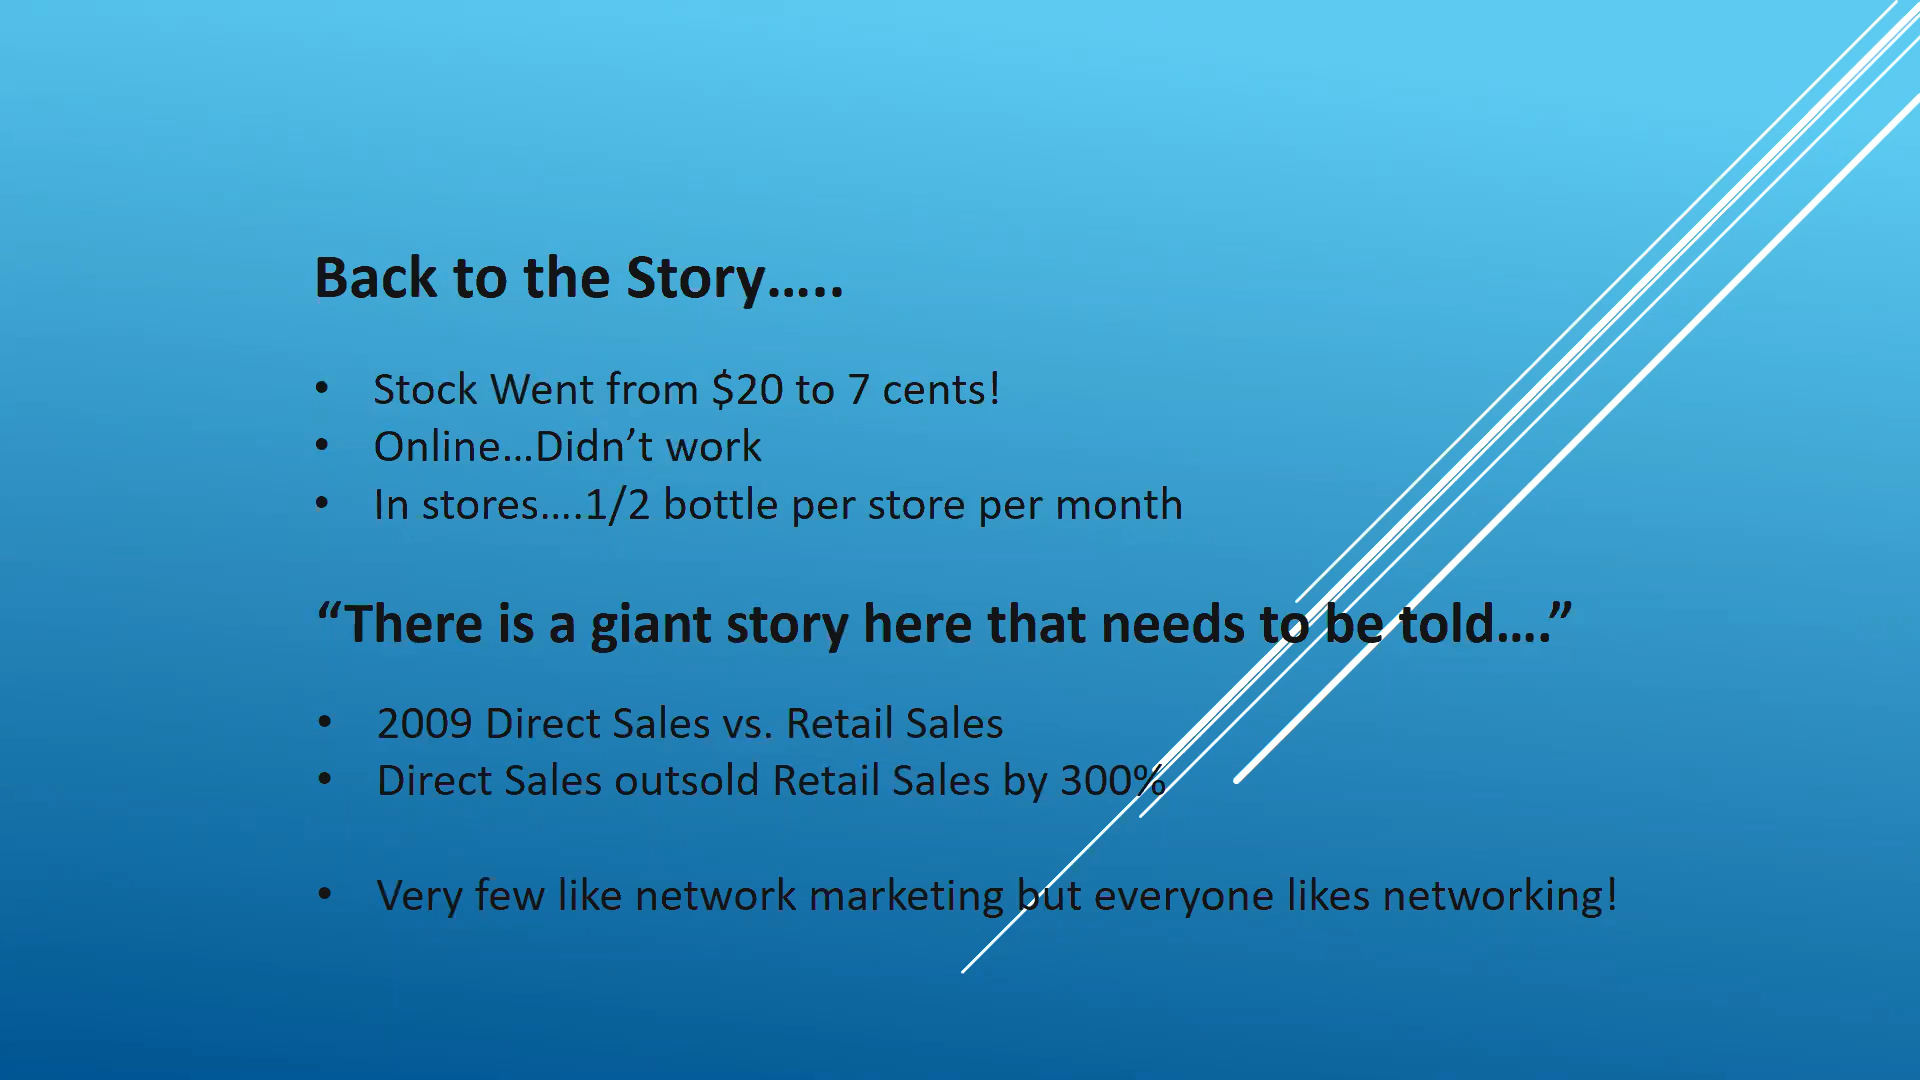 Back to the Story…..
• Stock Went from $20 to 7 cents!
• Online…Didn’t work
• In stores….1/2 bottle per store per month
“There is a giant story here that needs to be told….”
• 2009 Direct Sales vs. Retail Sales
• Direct Sales outsold Retail Sales by 300%
• Very few like network marketing but everyone likes networking!